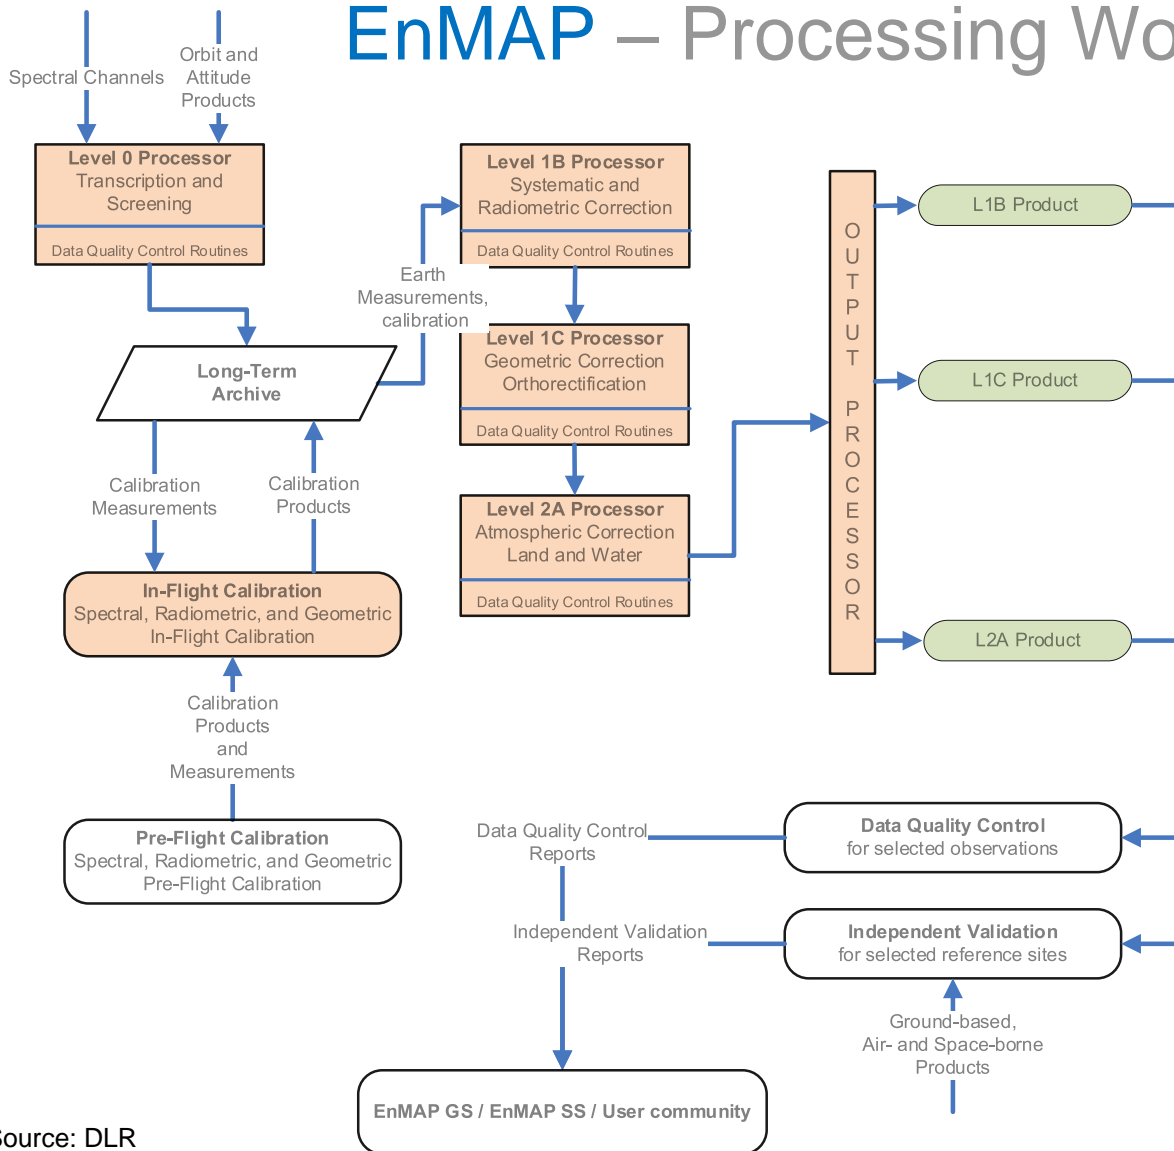 EnMAP – Processing Wo
Spectral Channels
Orbit and
Attitude
Products
Level 0 Processor
Transcription and
Screening
Data Quality Control Routines
Long-Term
Archive
Calibration
Measurements
Calibration
Products
In-Flight Calibration
Spectral, Radiometric, and Geometric
In-Flight Calibration
Calibration
Products
and
Measurements
Pre-Flight Calibration
Spectral, Radiometric, and Geometric
Pre-Flight Calibration
Earth
Measurements,
calibration
Level 1B Processor
Systematic and
Radiometric Correction
Data Quality Control Routines
Level 1C Processor
Geometric Correction
Orthorectification
Data Quality Control Routines
Level 2A Processor
Atmospheric Correction
Land and Water
Data Quality Control Routines
OUTPUT PROCESSOR
L1B Product
L1C Product
L2A Product
Data Quality Control
for selected observations
Data Quality Control
Reports
Independent Validation
for selected reference sites
Independent Validation
Reports
Ground-based,
Air- and Space-borne
Products
EnMAP GS / EnMAP SS / User community
Source: DLR